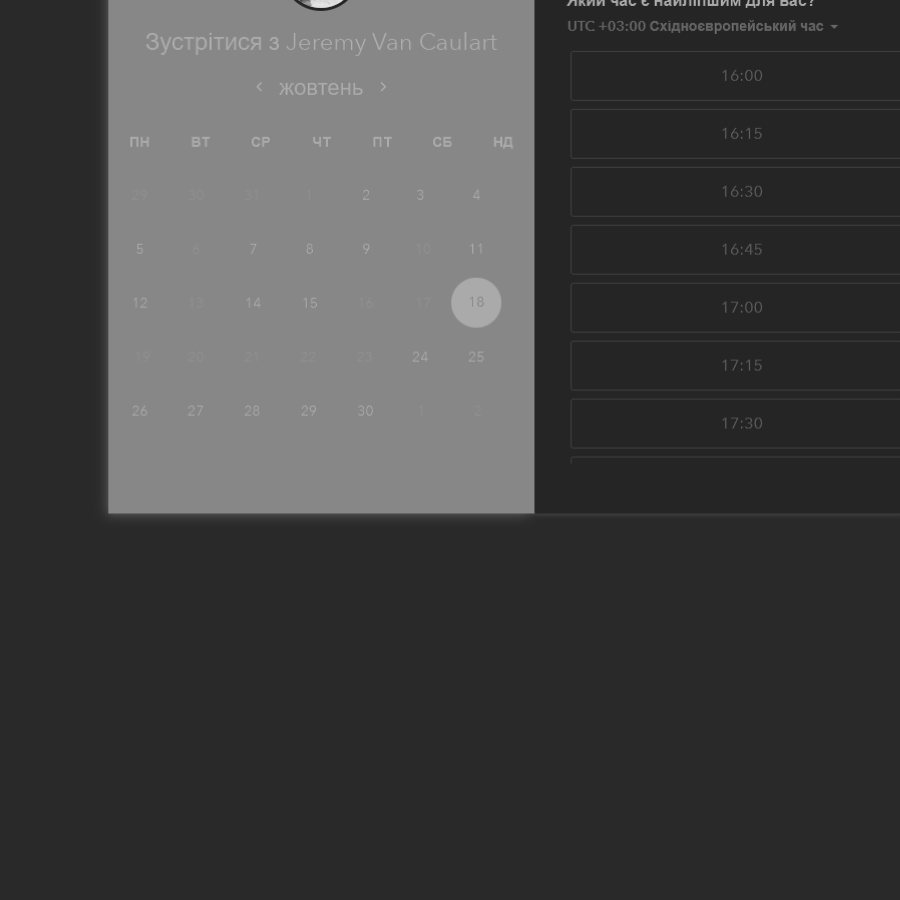 Зустрітися з Jeremy Van Caulart
жовтень
ПН ВТ СР ЧТ ПТ СБ НД
29 30 31 1 2 3 4
5 6 7 8 9 10 11
12 13 14 15 16 17 18
19 20 21 22 23 24 25
26 27 28 29 30 1 2
Який час є найліпшим для вас?
UTC +03:00 Східноєвропейський час
16:00
16:15
16:30
16:45
17:00
17:15
17:30